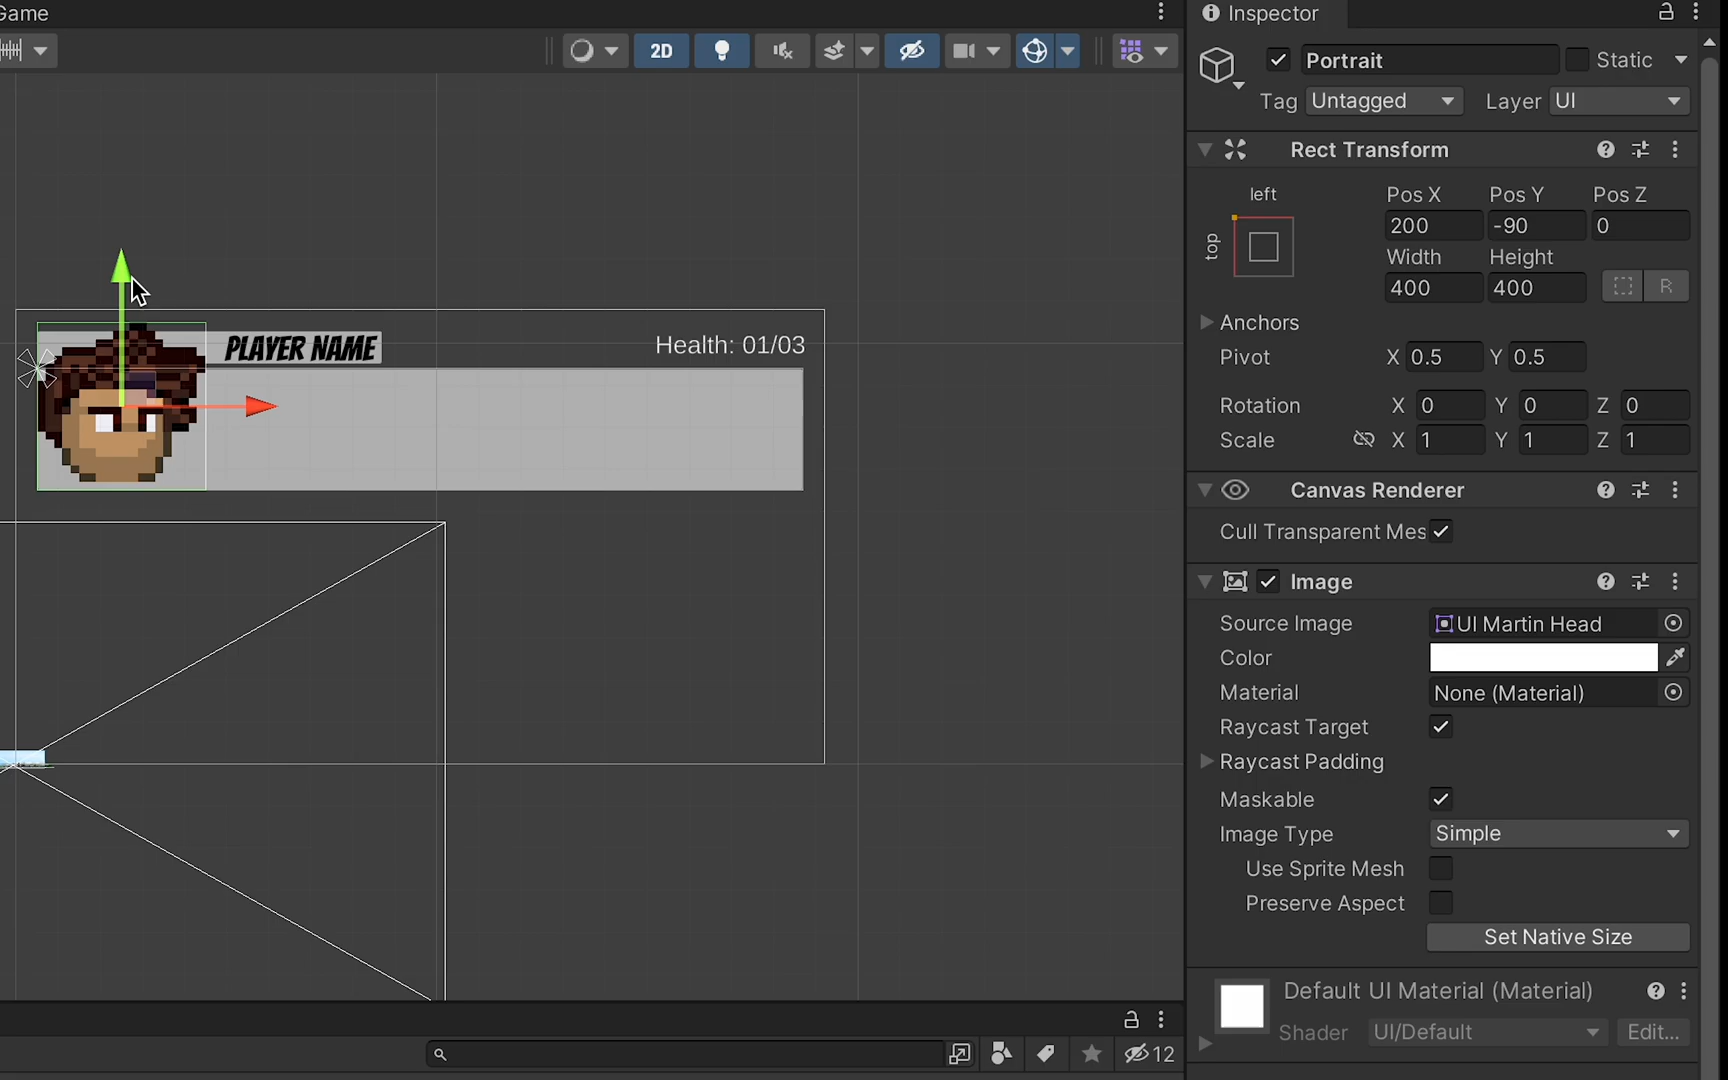 Game
Inspector
2D
Portrait
Static
Tag Untagged Layer UI
Rect Transform
left
top
Pos X Pos Y Pos Z
200 -90 0
Width Height
400 400
R
Anchors
Pivot X 0.5 Y 0.5
Rotation X 0 Y 0 Z 0
Scale X 1 Y 1 Z 1
PLAYER NAME
Health: 01/03
Canvas Renderer
Cull Transparent Mes
Image
Source Image UI Martin Head
Color
Material None (Material)
Raycast Target
Raycast Padding
Maskable
Image Type Simple
Use Sprite Mesh
Preserve Aspect
Set Native Size
Default UI Material (Material)
Shader UI/Default Edit...
12